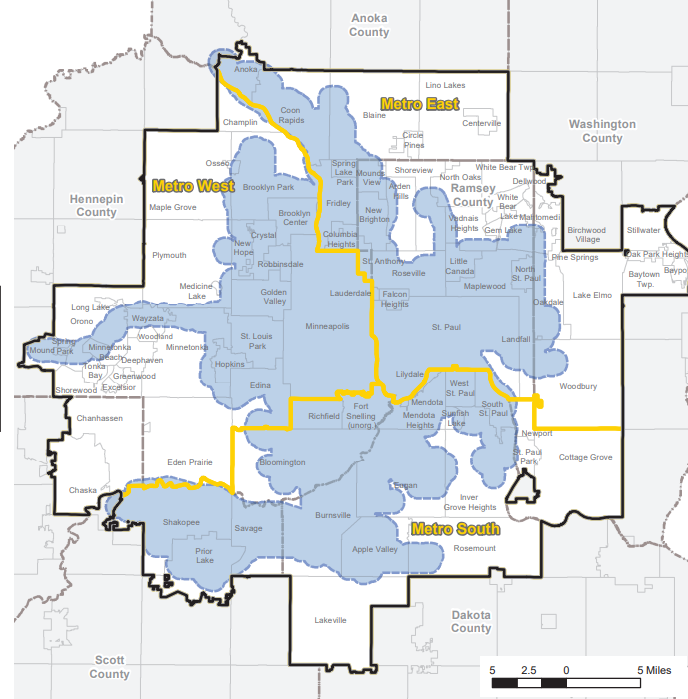 Anoka
County
Anoka
Lino Lakes
Metro East
Coon
Rapids
Blaine
Champlin
Centerville
Washington
County
Circle
Pines
Osseo
Spring
Lake
Park
Mounds
View
Shoreview
White Bear Twp.
North Oaks
Dellwood
Metro West
Brooklyn Park
Arden
Hills
Ramsey
County
White
Bear
Lake
Mahtomedi
Hennepin
County
Maple Grove
Fridley
New
Brighton
Brooklyn
Center
Vadnais
Heights
Gem Lake
Birchwood
Village
Stillwater
Crystal
Columbia
Heights
New
Hope
Plymouth
Robbinsdale
St. Anthony
Roseville
Little
Canada
North
St. Paul
Pine Springs
Oak Park Heights
Baytown
Twp.
Baypo
Medicine
Lake
Golden
Valley
Lauderdale
Falcon
Heights
Maplewood
Oakdale
Lake Elmo
Long Lake
Orono
Wayzata
Minneapolis
St. Paul
Woodland
St. Louis
Park
Landfall
Spring
Park
Mound
Minnetonka
Beach
Minnetonka
Deephaven
Tonka
Bay
Greenwood
Hopkins
Excelsior
Shorewood
Edina
Lilydale
West
St. Paul
Woodbury
Chanhassen
Richfield
Fort
Snelling
(unorg.)
Mendota
Mendota
Heights
Sunfish
Lake
South
St. Paul
Newport
St. Paul
Park
Cottage Grove
Eden Prairie
Bloomington
Chaska
Eagan
Inver
Grove Heights
Shakopee
Savage
Burnsville
Metro South
Prior
Lake
Apple Valley
Rosemount
Lakeville
Dakota
County
Scott
County
5 2.5 0 5 Miles